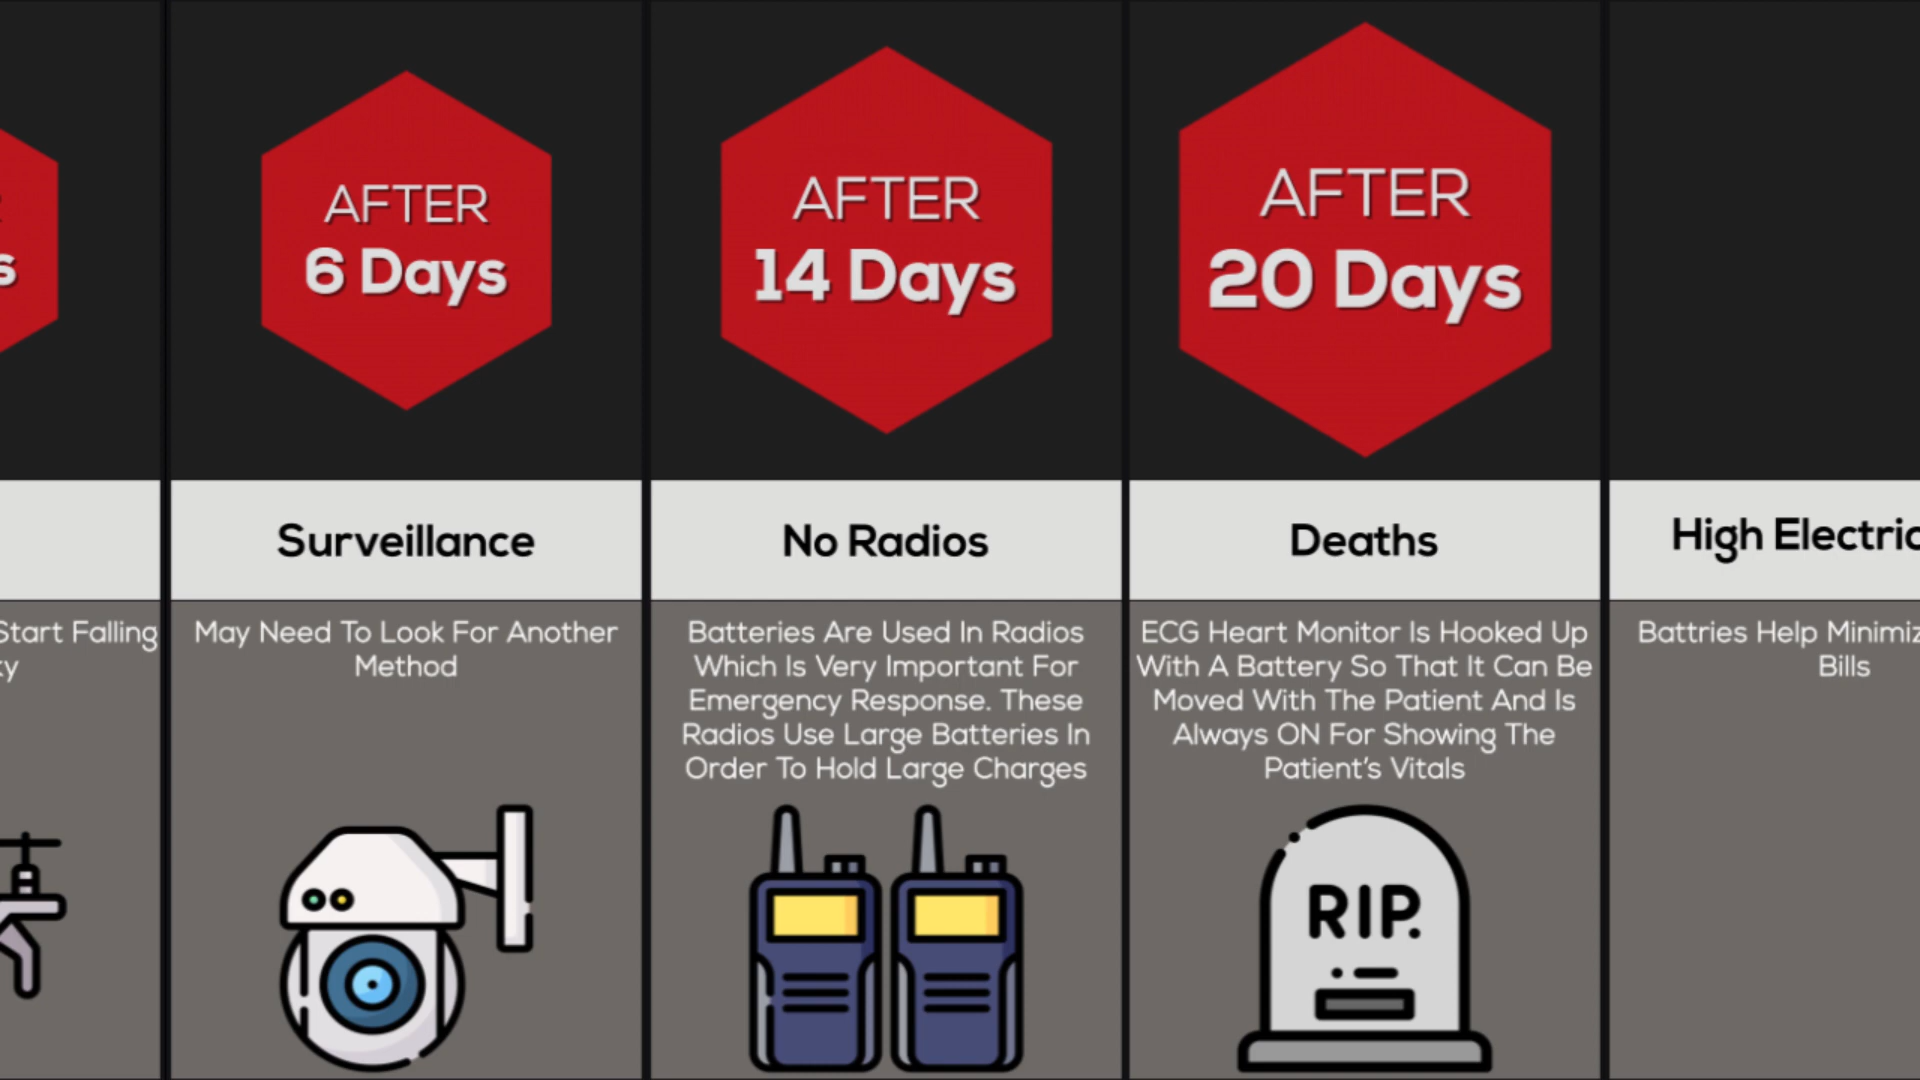 s
Start Falling
ky
AFTER
6 Days
Surveillance
May Need To Look For Another
Method
AFTER
14 Days
No Radios
Batteries Are Used In Radios
Which Is Very Important For
Emergency Response. These
Radios Use Large Batteries In
Order To Hold Large Charges
AFTER
20 Days
Deaths
ECG Heart Monitor Is Hooked Up
With A Battery So That It Can Be
Moved With The Patient And Is
Always ON For Showing The
Patient's Vitals
RIP.
High Electric
Battries Help Minimiz
Bills